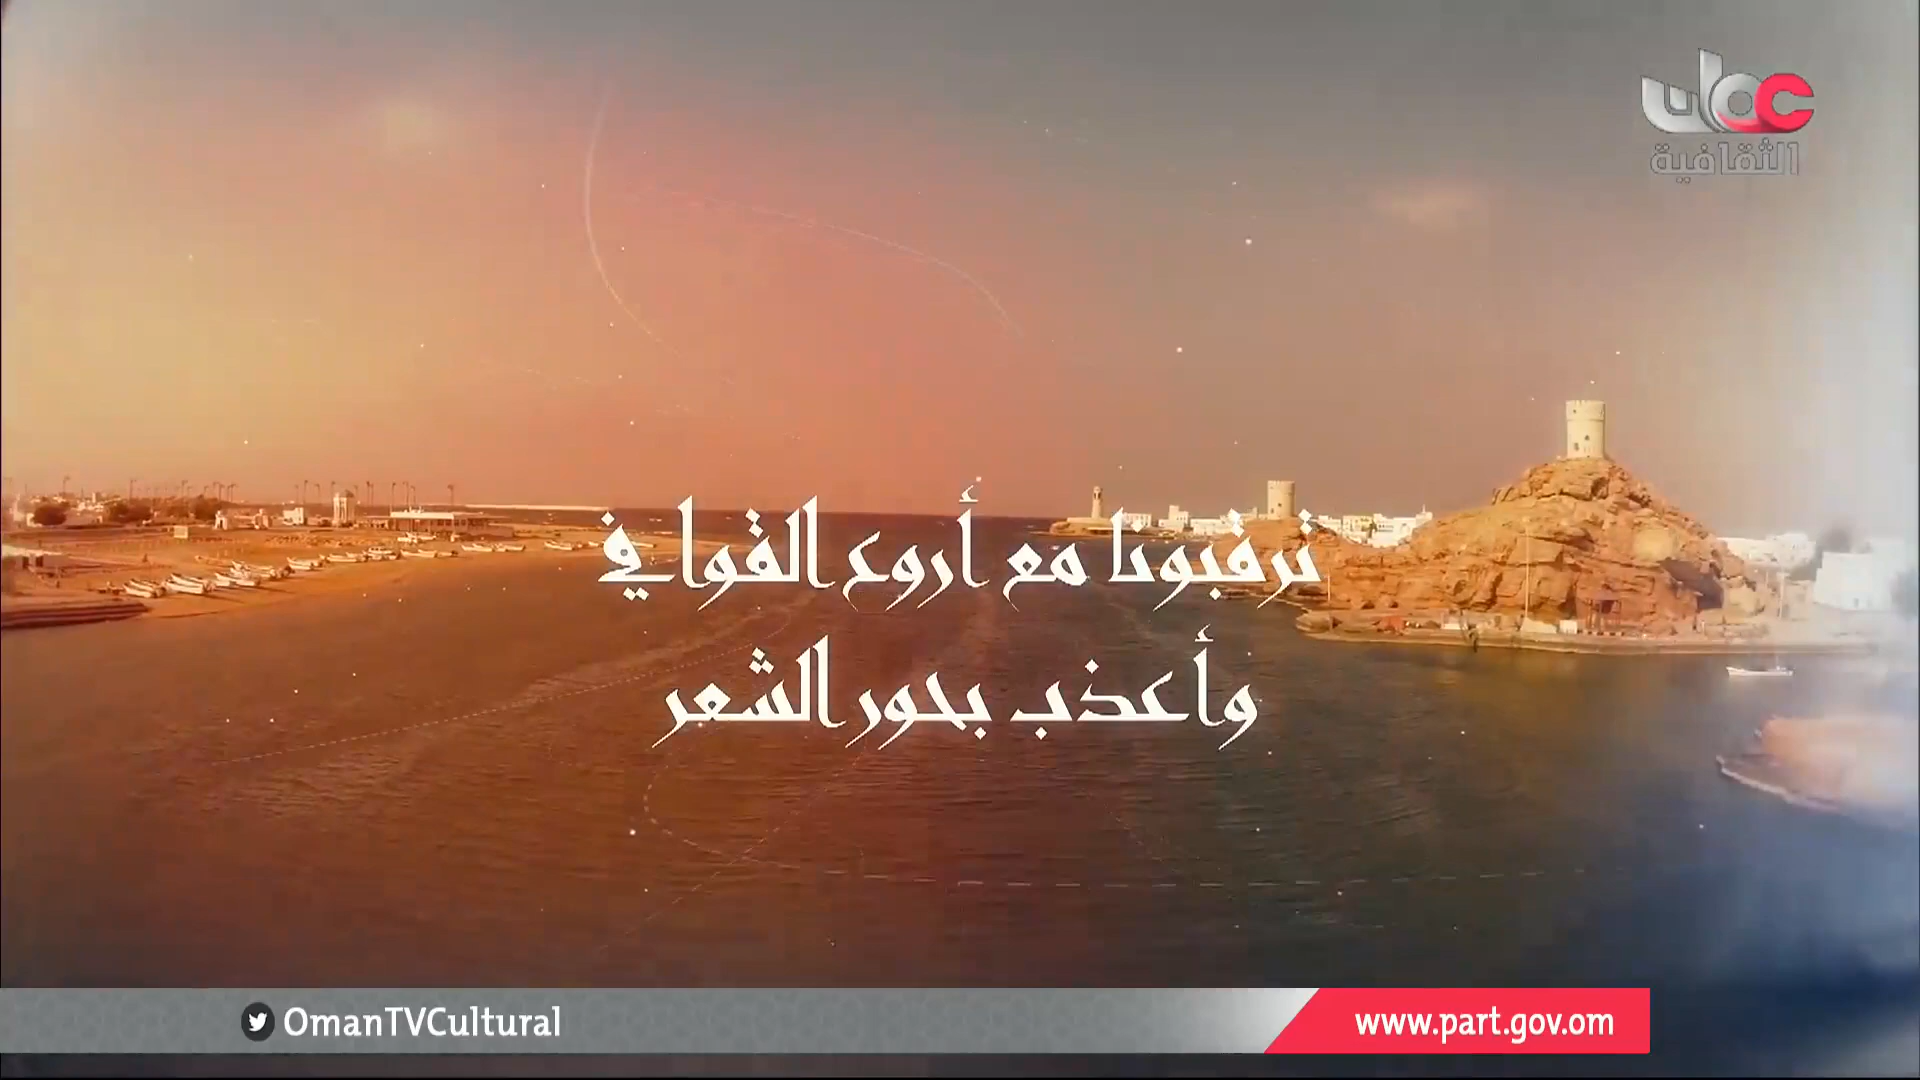 عمان
الثقافية
ترقبونا مع أروع القوافي
وأعذب بحور الشعر
OmanTVCultural
www.part.gov.om